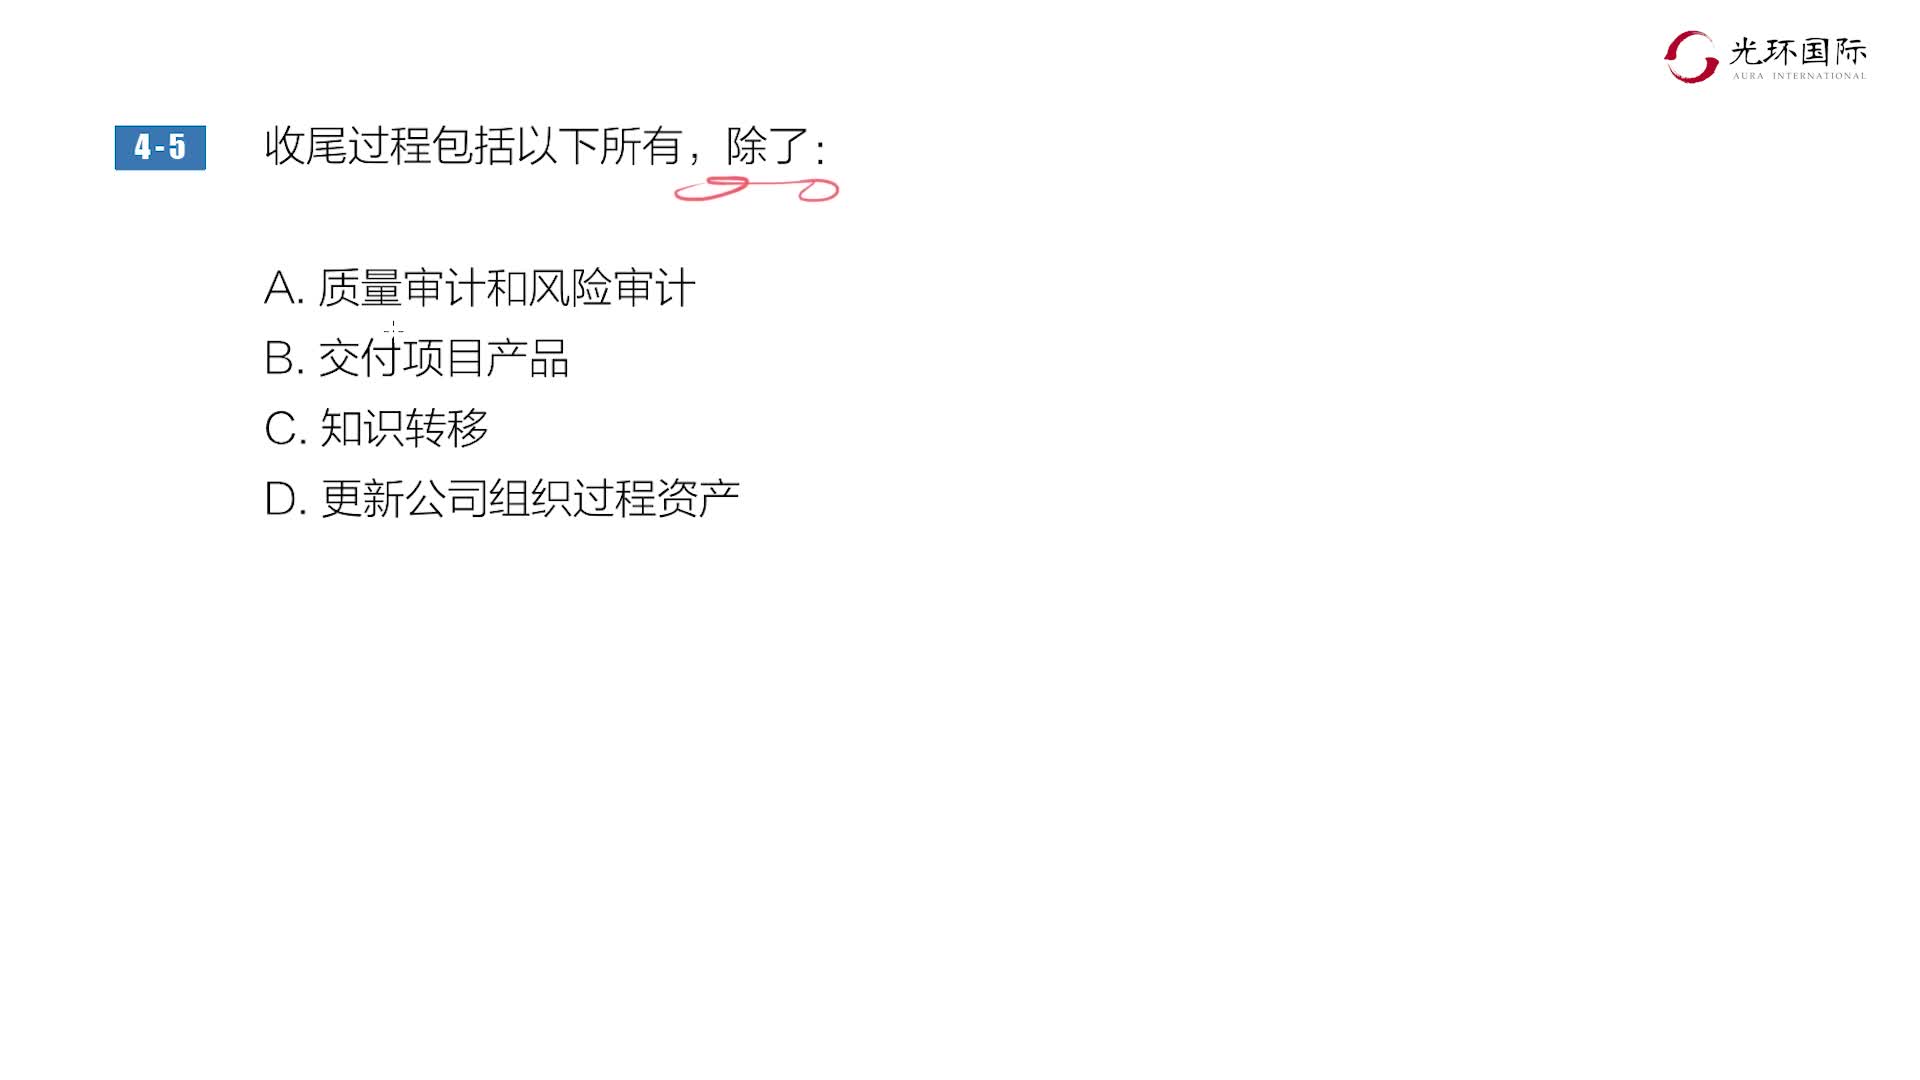 光环国际
AURA INTERNATIONAL
4-5 收尾过程包括以下所有，除了：
A. 质量审计和风险审计
B. 交付项目产品
C. 知识转移
D. 更新公司组织过程资产